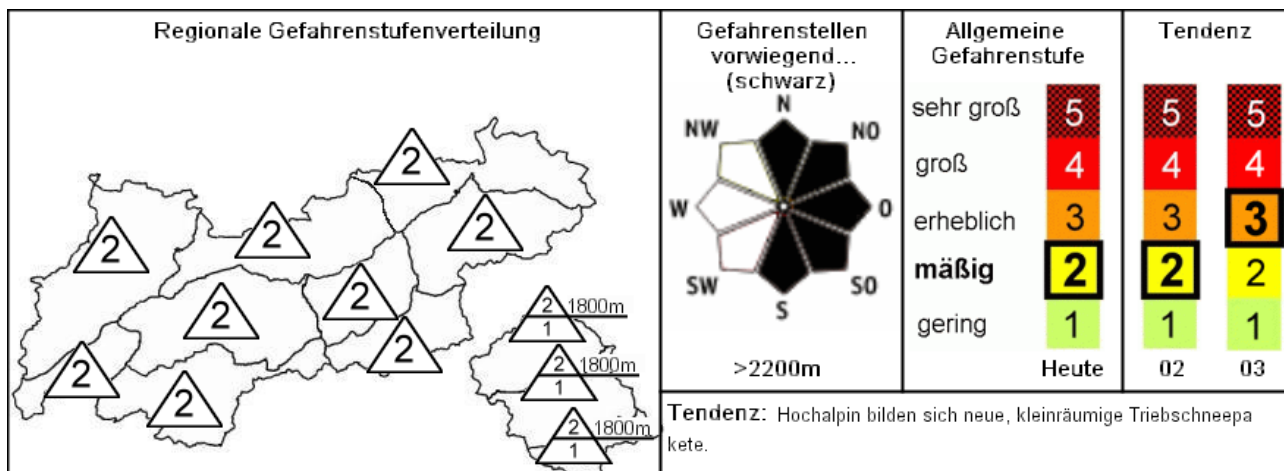 Regionale Gefahrenstufenverteilung
2
2
2
2
2
2
2
2
2
2 1800m
1
2 1800m
1
2 1800m
1
Gefahrenstellen
vorwiegend...
(schwarz)
N
NW NO
W O
SW SO
S
>2200m
Allgemeine
Gefahrenstufe
Tendenz
sehr groß 5 5 5
groß 4 4 4
erheblich 3 3 3
mäßig 2 2 2
gering 1 1 1
Heute 02 03
Tendenz: Hochalpin bilden sich neue, kleinräumige Triebschneepa
kete.